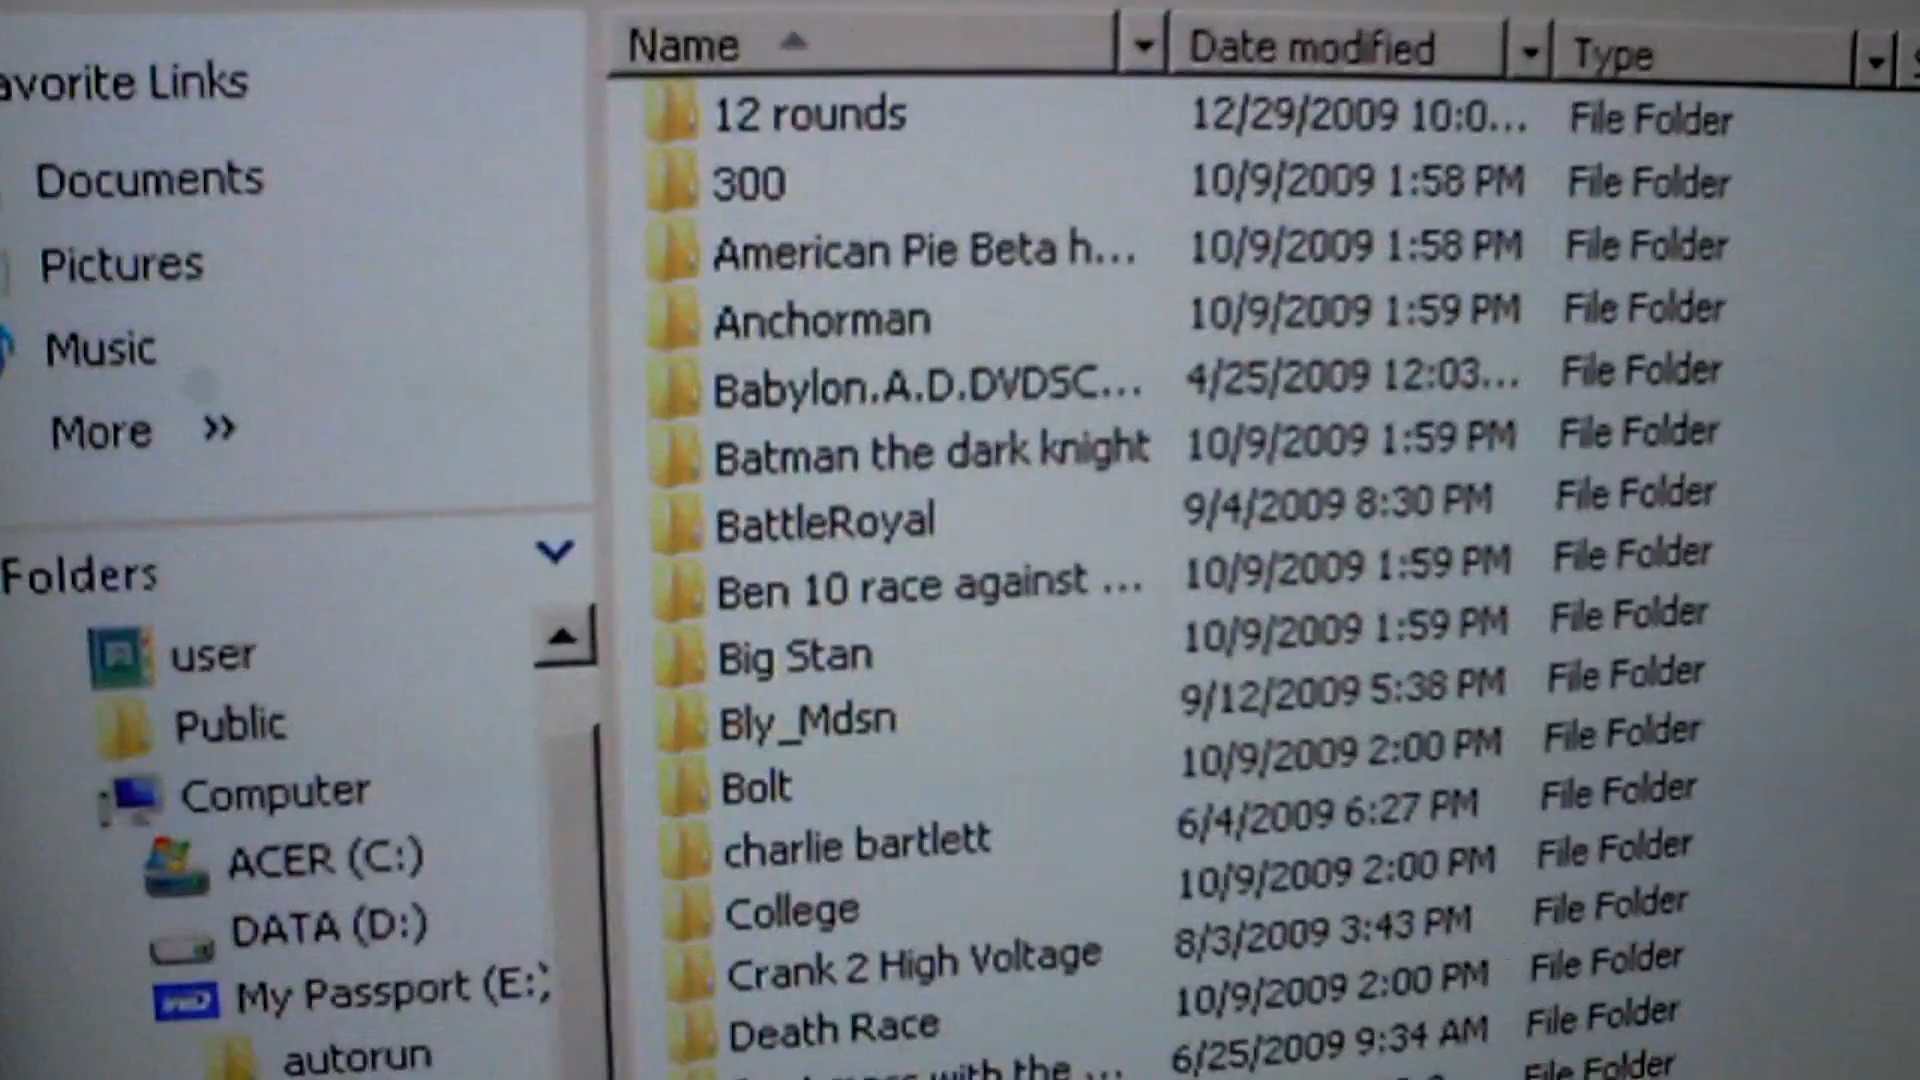 Favorite Links
Documents
Pictures
Music
More >>
Folders
user
Public
Computer
ACER (C:)
DATA (D:)
My Passport (E:)
autorun
Name Date modified Type
12 rounds 12/29/2009 10:0... File Folder
300 10/9/2009 1:58 PM File Folder
American Pie Beta h... 10/9/2009 1:58 PM File Folder
Anchorman 10/9/2009 1:59 PM File Folder
Babylon.A.D.DVDSC... 4/25/2009 12:03... File Folder
Batman the dark knight 10/9/2009 1:59 PM File Folder
BattleRoyal 9/4/2009 8:30 PM File Folder
Ben 10 race against ... 10/9/2009 1:59 PM File Folder
Big Stan 10/9/2009 1:59 PM File Folder
Bly_Mdsn 9/12/2009 5:38 PM File Folder
Bolt 10/9/2009 2:00 PM File Folder
charlie bartlett 6/4/2009 6:27 PM File Folder
College 10/9/2009 2:00 PM File Folder
Crank 2 High Voltage 8/3/2009 3:43 PM File Folder
Death Race 10/9/2009 2:00 PM File Folder
with the ... 6/25/2009 9:34 AM File Folder
File Folder